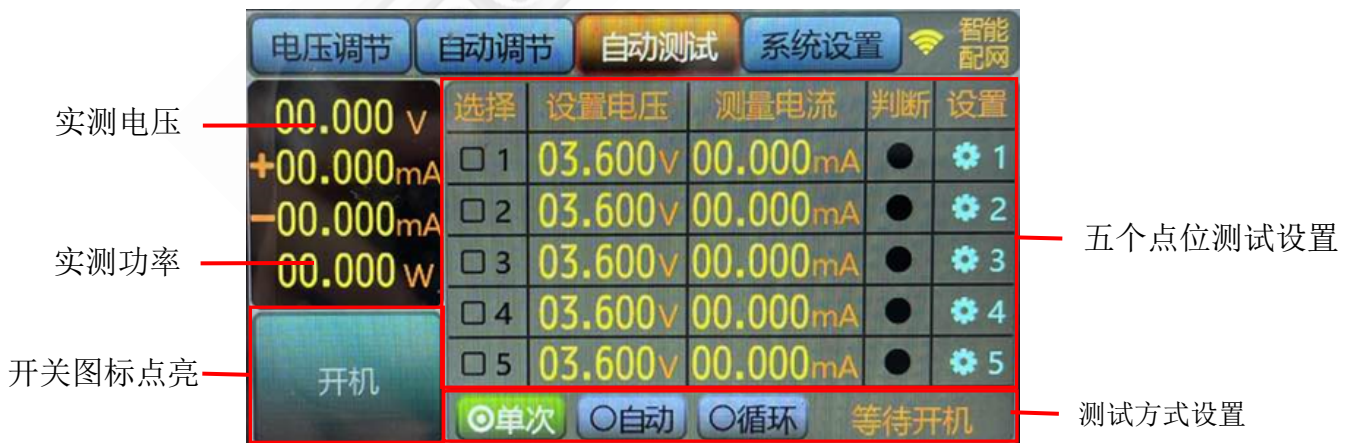 电压调节 自动调节 自动测试 系统设置 智能配网
实测电压
00.000 V
+00.000mA
-00.000mA
实测功率
00.000 W
开关图标点亮
开机
选择 设置电压 测量电流 判断 设置
1 03.600V 00.000mA 1
2 03.600V 00.000mA 2
3 03.600V 00.000mA 3
4 03.600V 00.000mA 4
5 03.600V 00.000mA 5
五个点位测试设置
单次 自动 循环 等待开机
测试方式设置